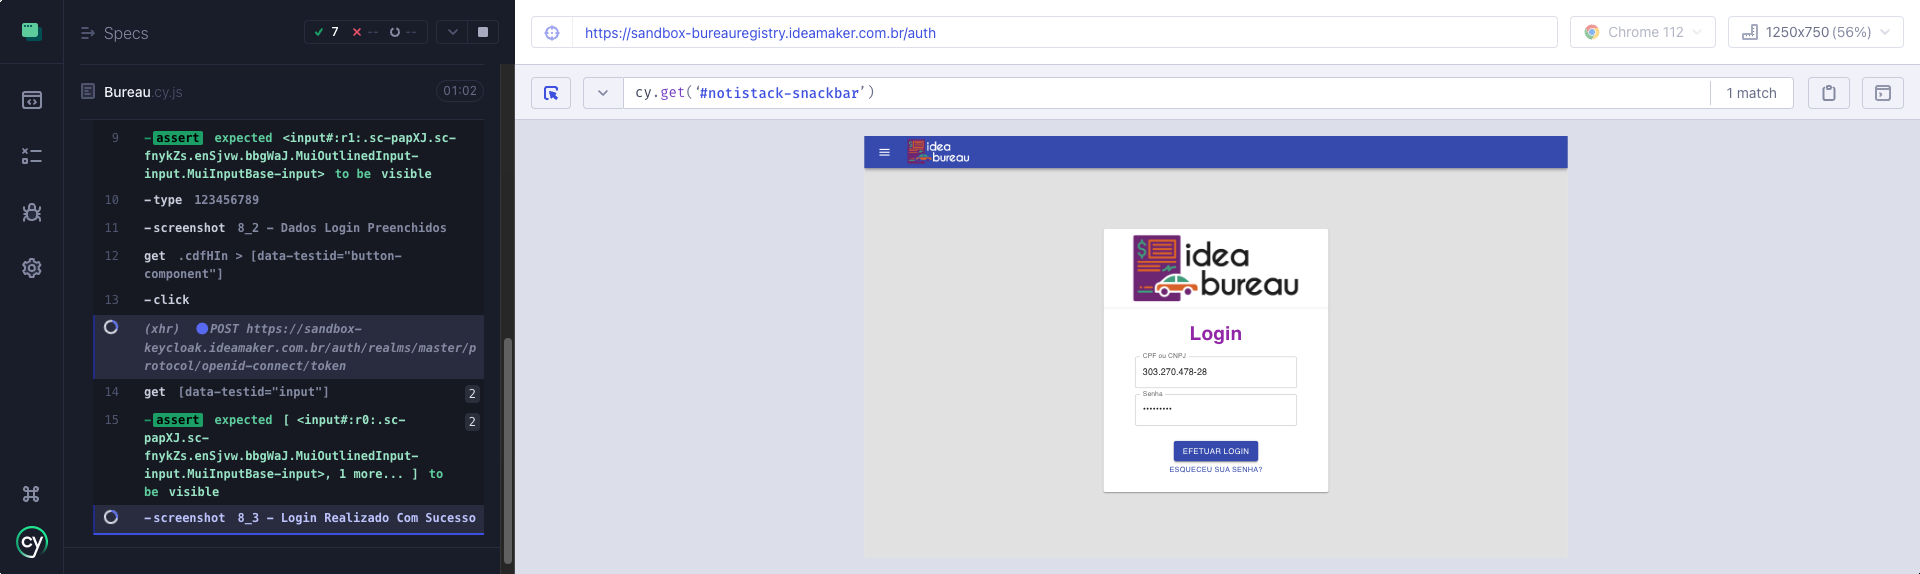 Specs
7 -- --
https://sandbox-bureauregistry.ideamaker.com.br/auth
Chrome 112
1250x750 (56%)
Bureau.cy.js
01:02
cy.get('#notistack-snackbar')
1 match
9 -assert expected <input#:r1:.sc-papXJ.sc-
fnykZs.enSjvw.bbgWaJ.MuiOutlinedInput-
input.MuiInputBase-input> to be visible
10 -type 123456789
11 -screenshot 8_2 - Dados Login Preenchidos
12 get .cdfHIn > [data-testid="button-
component"]
13 -click
(xhr) POST https://sandbox-
keycloak.ideamaker.com.br/auth/realms/master/p
rotocol/openid-connect/token
14 get [data-testid="input"] 2
15 -assert expected [ <input#:r0:.sc- 2
papXJ.sc-
fnykZs.enSjvw.bbgWaJ.MuiOutlinedInput-
input.MuiInputBase-input>, 1 more... ] to
be visible
-screenshot 8_3 - Login Realizado Com Sucesso
cy
idea
bureau
idea
bureau
Login
CPF ou CNPJ
303.270.478-28
Senha
•••••••••
EFETUAR LOGIN
ESQUECEU SUA SENHA?